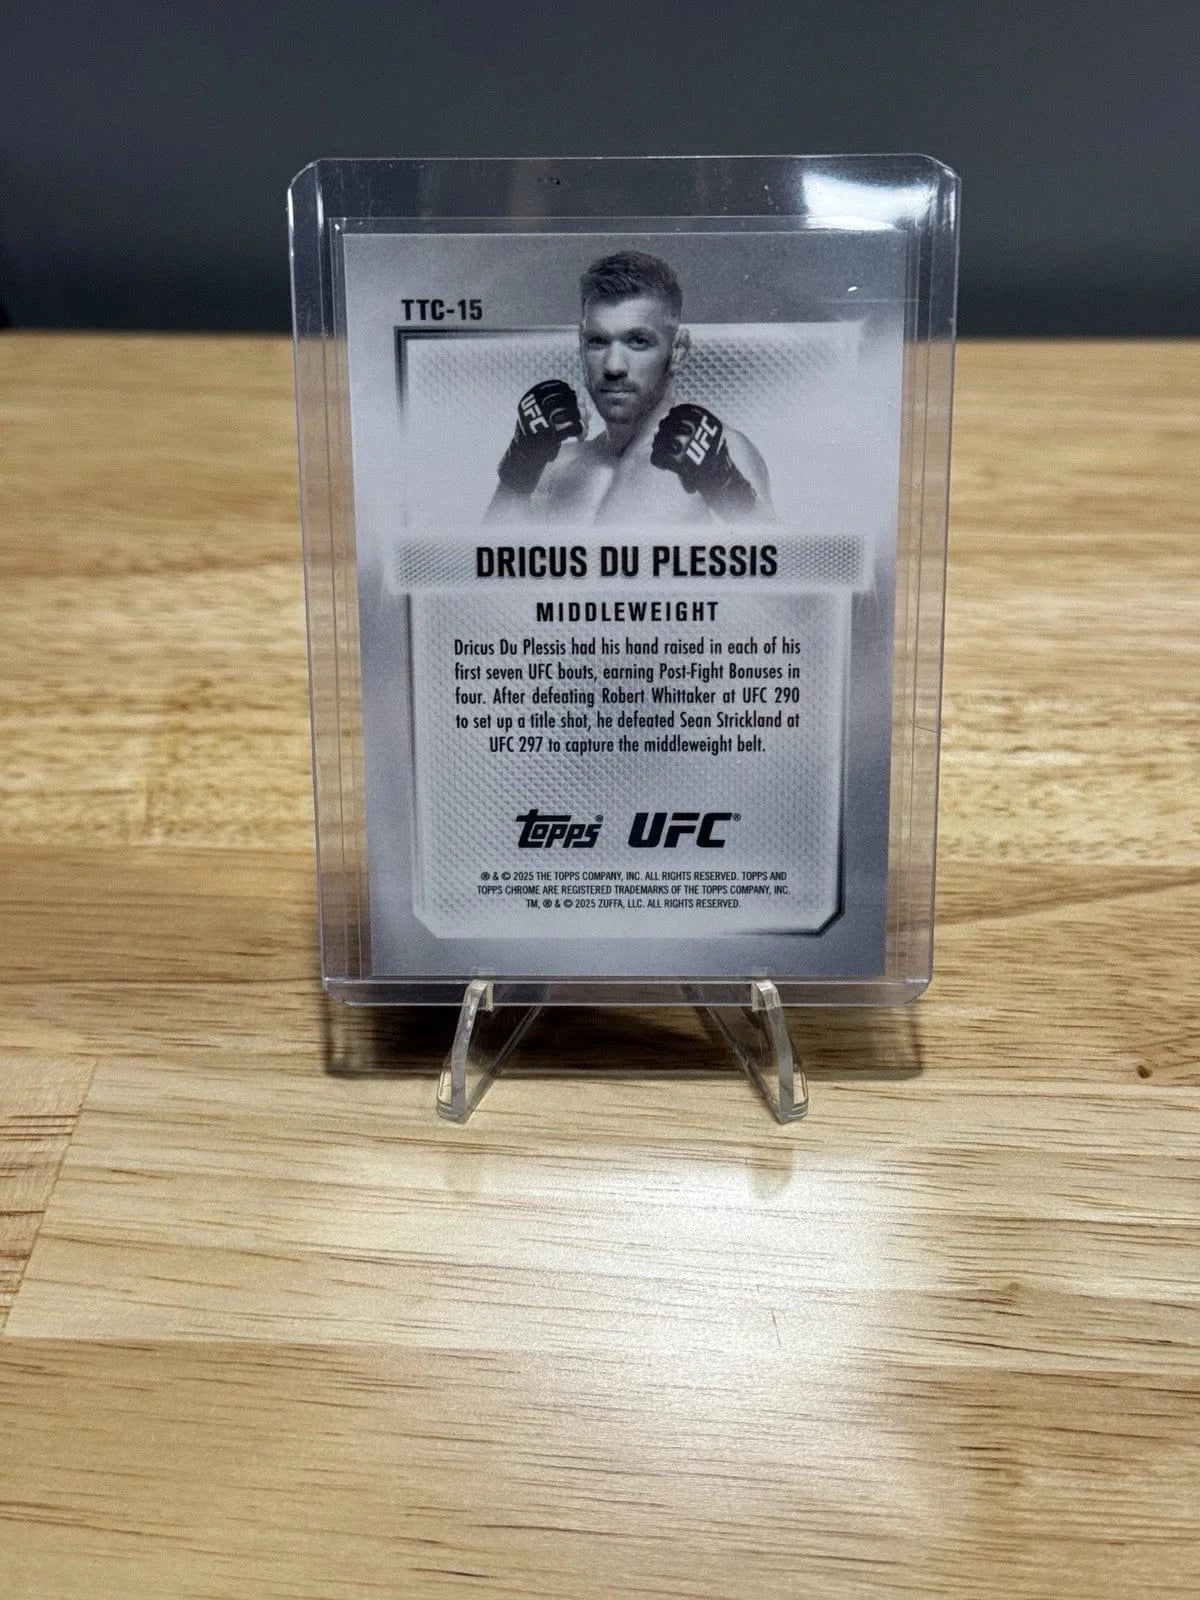 TTC-15
UFC
UFC
DRICUS DU PLESSIS
MIDDLEWEIGHT
Dricus Du Plessis had his hand raised in each of his
first seven UFC bouts, earning Post-Fight Bonuses in
four. After defeating Robert Whittaker at UFC 290
to set up a title shot, he defeated Sean Strickland at
UFC 297 to capture the middleweight belt.
Topps® UFC®
® & © 2025 THE TOPPS COMPANY, INC. ALL RIGHTS RESERVED. TOPPS AND
TOPPS CHROME ARE REGISTERED TRADEMARKS OF THE TOPPS COMPANY, INC.
TM, ® & © 2025 ZUFFA, LLC. ALL RIGHTS RESERVED.